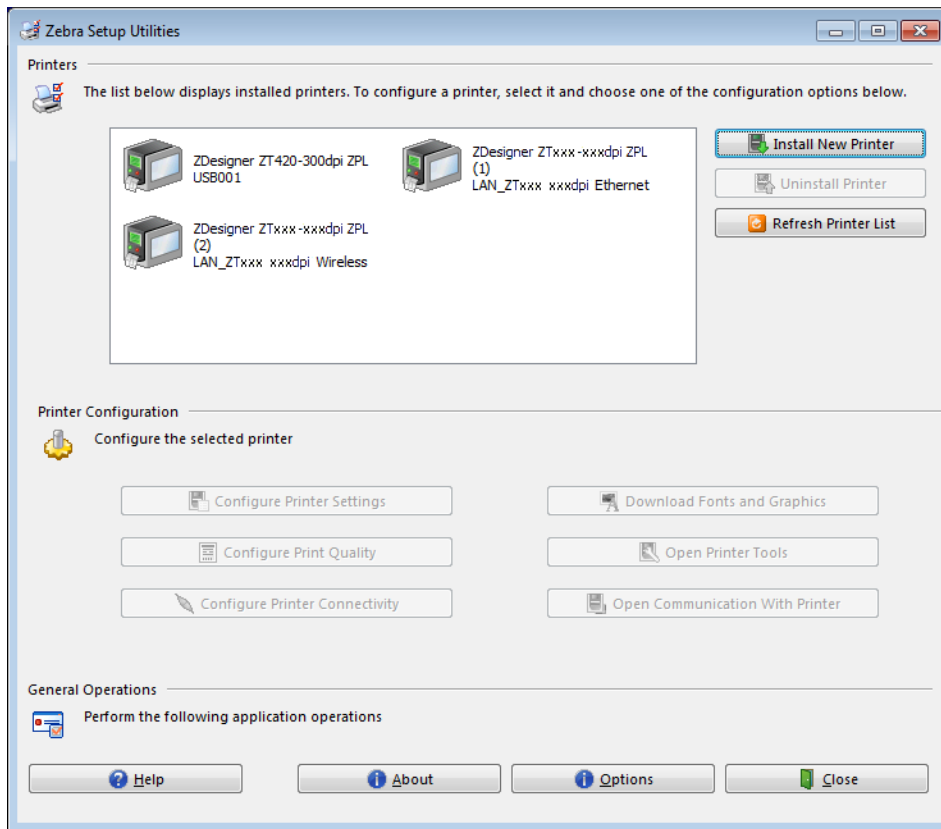 Zebra Setup Utilities
Printers
The list below displays installed printers. To configure a printer, select it and choose one of the configuration options below.
ZDesigner ZT420-300dpi ZPL
USB001
ZDesigner ZTxxx-xxxdpi ZPL
(1)
LAN_ZTxxx xxxdpi Ethernet
ZDesigner ZTxxx-xxxdpi ZPL
(2)
LAN_ZTxxx xxxdpi Wireless
Install New Printer
Uninstall Printer
Refresh Printer List
Printer Configuration
Configure the selected printer
Configure Printer Settings
Download Fonts and Graphics
Configure Print Quality
Open Printer Tools
Configure Printer Connectivity
Open Communication With Printer
General Operations
Perform the following application operations
Help
About
Options
Close